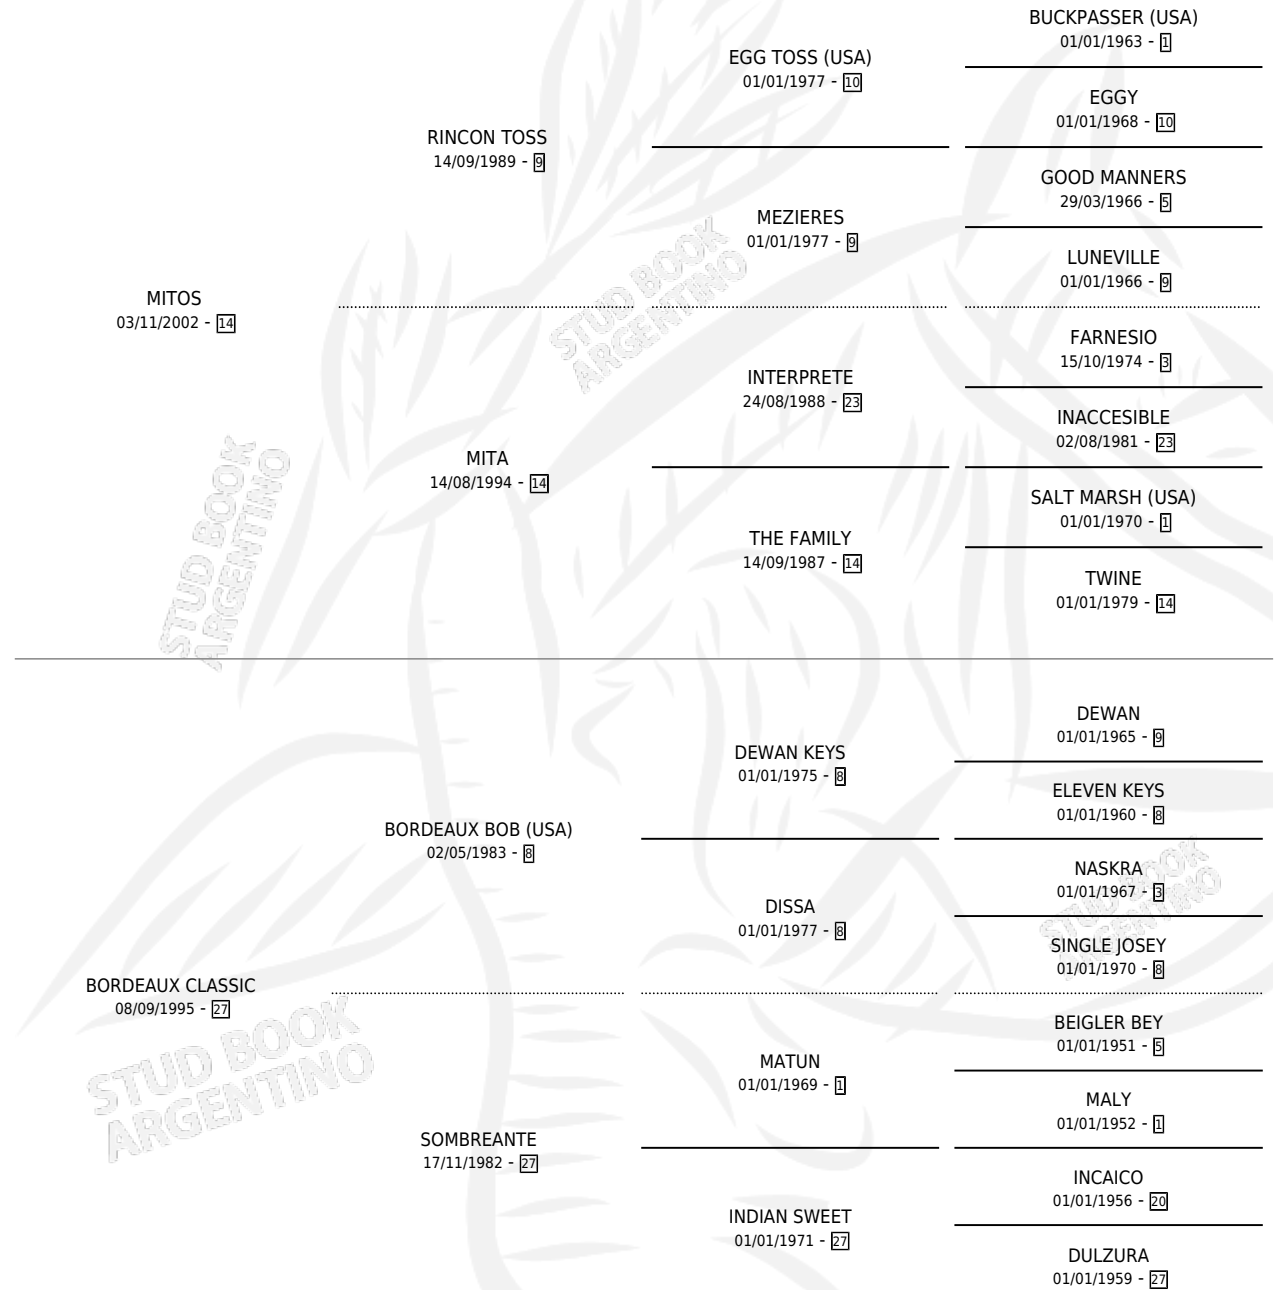 BUCKPASSER (USA)
01/01/1963 - 1
EGG TOSS (USA)
01/01/1977 - 10
EGGY
01/01/1968 - 10
RINCON TOSS
14/09/1989 - 9
GOOD MANNERS
29/03/1966 - 5
MEZIERES
01/01/1977 - 9
LUNEVILLE
01/01/1966 - 9
MITOS
03/11/2002 - 14
FARNESIO
15/10/1974 - 3
INTERPRETE
24/08/1988 - 23
INACCESIBLE
02/08/1981 - 23
MITA
14/08/1994 - 14
SALT MARSH (USA)
01/01/1970 - 1
THE FAMILY
14/09/1987 - 14
TWINE
01/01/1979 - 14
DEWAN
01/01/1965 - 9
DEWAN KEYS
01/01/1975 - 8
ELEVEN KEYS
01/01/1960 - 8
BORDEAUX BOB (USA)
02/05/1983 - 8
NASKRA
01/01/1967 - 3
DISSA
01/01/1977 - 8
SINGLE JOSEY
01/01/1970 - 8
BORDEAUX CLASSIC
08/09/1995 - 27
BEIGLER BEY
01/01/1951 - 5
MATUN
01/01/1969 - 1
MALY
01/01/1952 - 1
SOMBREANTE
17/11/1982 - 27
INCAICO
01/01/1956 - 20
INDIAN SWEET
01/01/1971 - 27
DULZURA
01/01/1959 - 27
STUD BOOK
ARGENTINO
STUD BOOK
ARGENTINO
STUD BOOK
ARGENTINO
STUD BOOK
ARGENTINO